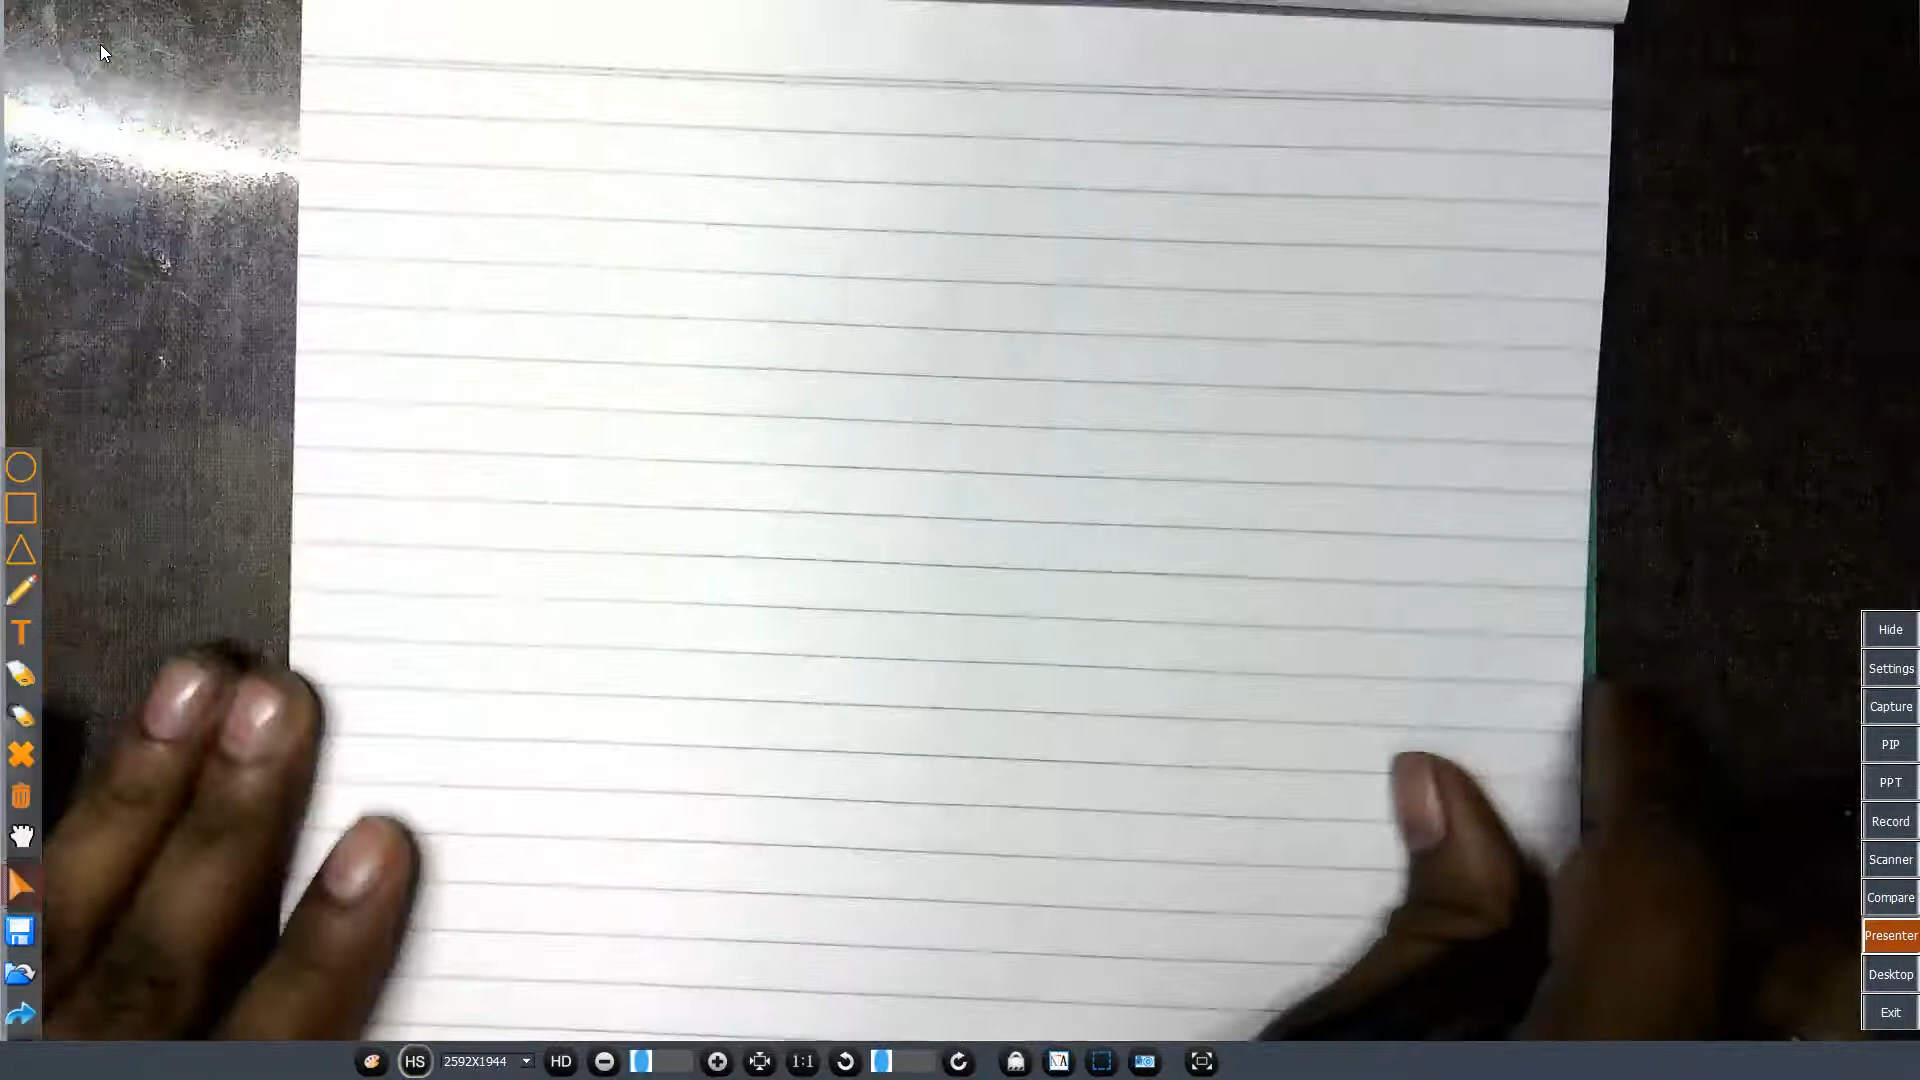 T
Hide
Settings
Capture
PIP
PPT
Record
Scanner
Compare
Presenter
Desktop
Exit
HS 2592X1944 HD 1:1